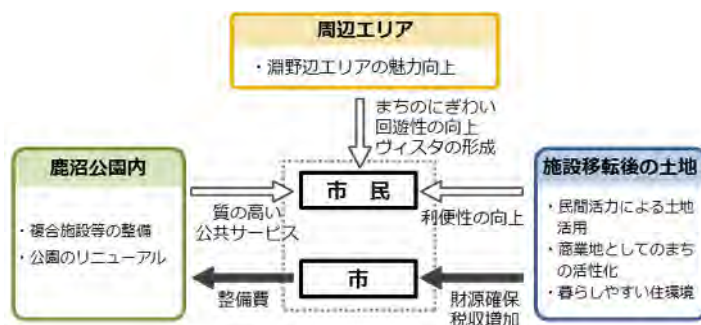 周辺エリア
・淵野辺エリアの魅力向上
まちのにぎわい
回遊性の向上
ヴィスタの形成
鹿沼公園内
・複合施設等の整備
・公園のリニューアル
市 民
質の高い
公共サービス
利便性の向上
施設移転後の土地
・民間活力による土地
活用
・商業地としてのまち
の活性化
・暮らしやすい住環境
市
整備費
財源確保
税収増加